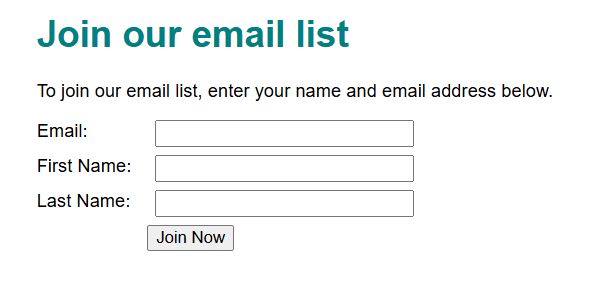 Join our email list
To join our email list, enter your name and email address below.
Email:
First Name:
Last Name:
Join Now